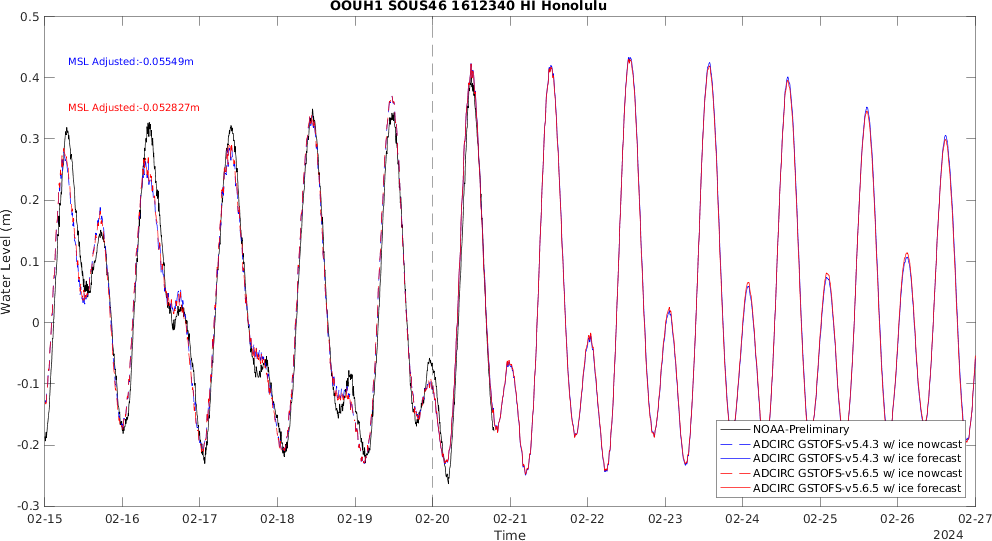 OOUH1 SOUS46 1612340 HI Honolulu
0.5
0.4
0.3
0.2
0.1
0
-0.1
-0.2
-0.3
Water Level (m)
MSL Adjusted:-0.05549m
MSL Adjusted:-0.052827m
NOAA-Preliminary
ADCIRC GSTOFS-v5.4.3 w/ ice nowcast
ADCIRC GSTOFS-v5.4.3 w/ ice forecast
ADCIRC GSTOFS-v5.6.5 w/ ice nowcast
ADCIRC GSTOFS-v5.6.5 w/ ice forecast
02-15 02-16 02-17 02-18 02-19 02-20 02-21 02-22 02-23 02-24 02-25 02-26 02-27
Time
2024